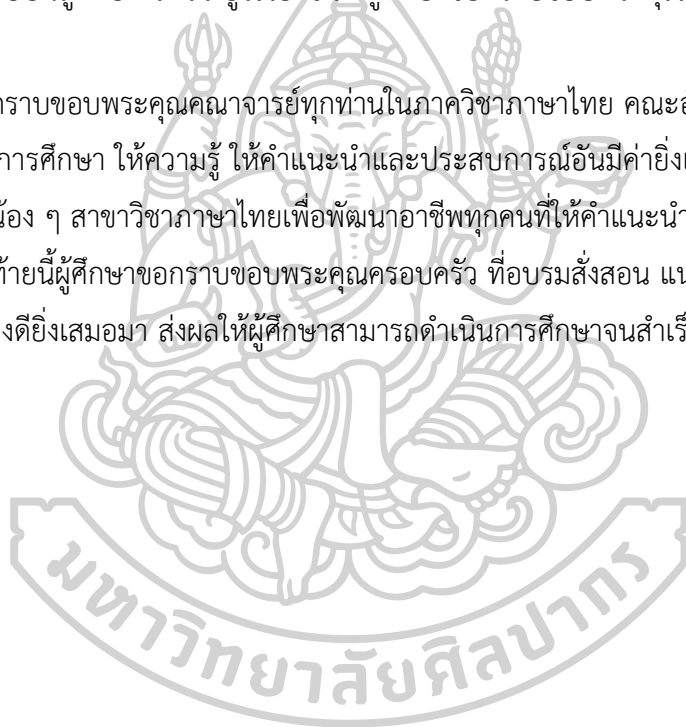 กราบขอบพระคุณคณาจารย์ทุกท่านในภาควิชาภาษาไทย
การศึกษา ให้ความรู้ ให้คำแนะนำและประสบการณ์อันมีค่ายิ่ง
น้อง ๆ สาขาวิชาภาษาไทยเพื่อพัฒนาอาชีพทุกคนที่ให้คำแนะนำ
ท้ายนี้ผู้ศึกษาขอกราบขอบพระคุณครอบครัว ที่อบรมสั่งสอน
งดียิ่งเสมอมา ส่งผลให้ผู้ศึกษาสามารถดำเนินการศึกษาจนสำเร็
มหาวิทยาลัยศิลปากร